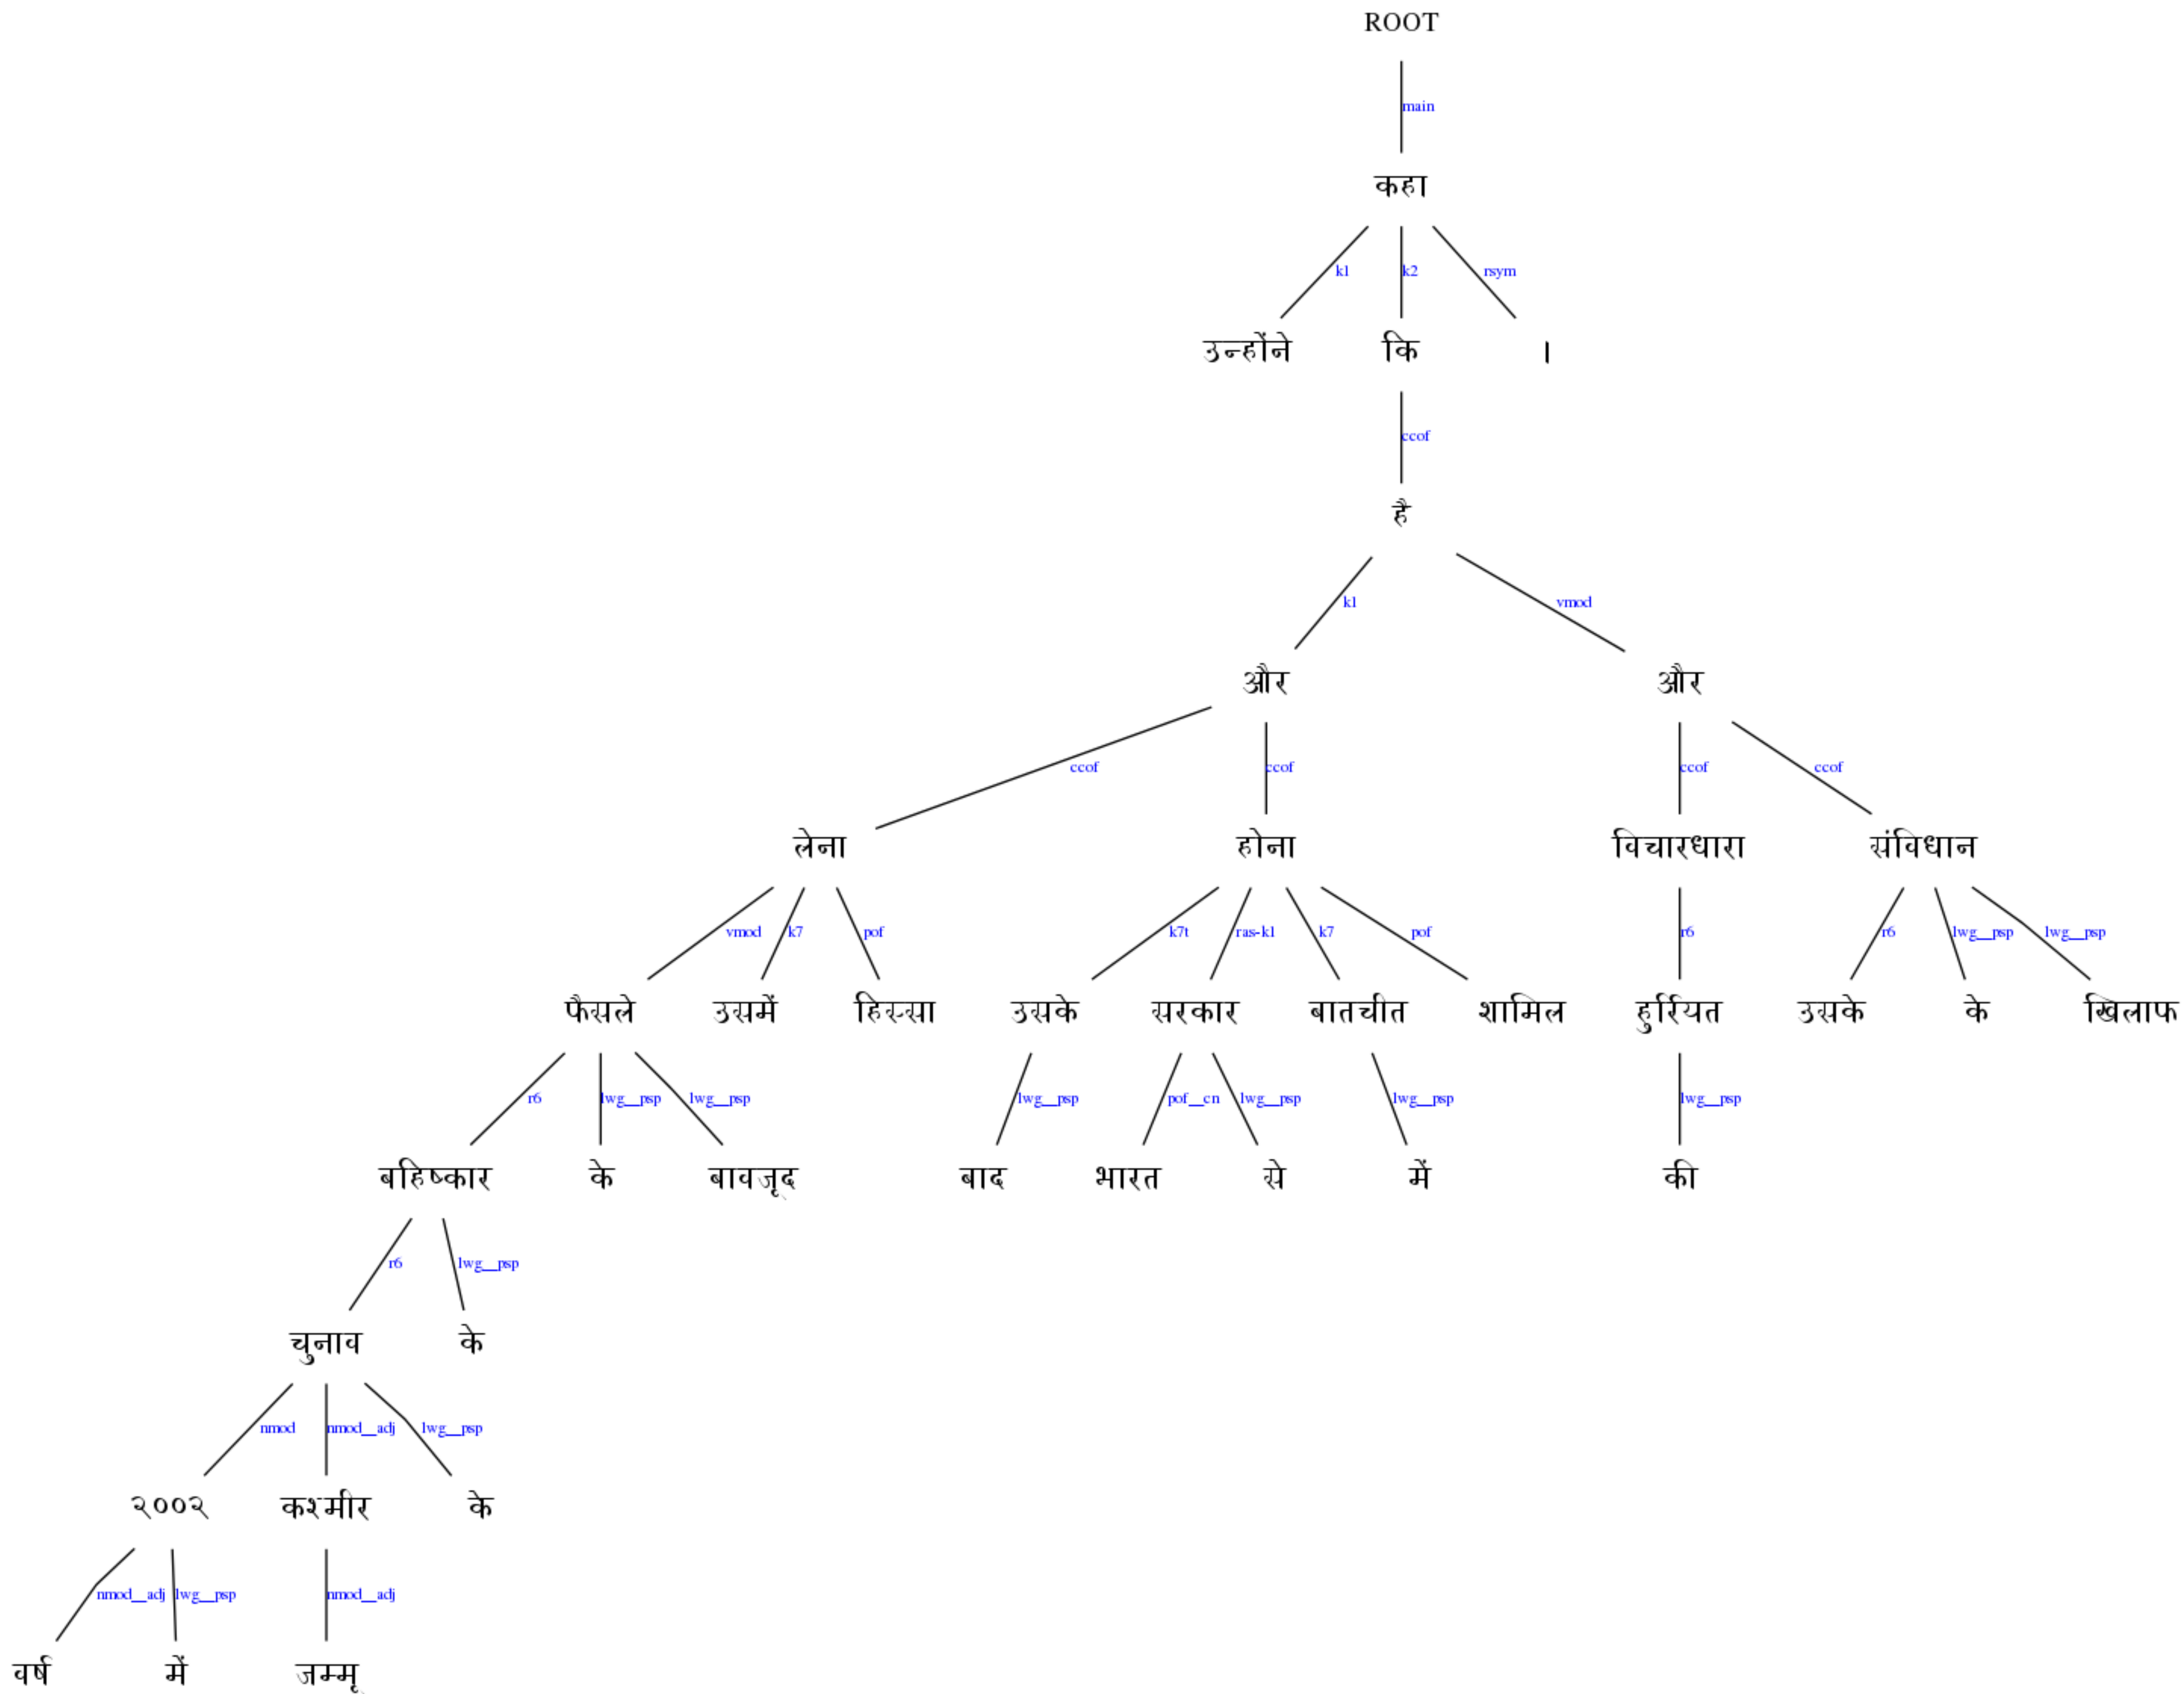 ROOT
main
कहा
k1 k2 rsym
उन्होंने कि ।
ccof
है
k1 vmod
और और
ccof ccof ccof ccof
लेना होना विचारधारा संविधान
vmod k7 pof k7t ras-k1 k7 pof r6 r6 lwg__psp lwg__psp
फैसले उसमें हिस्सा उसके सरकार बातचीत शामिल हुर्रियत उसके के खिलाफ
r6 lwg__psp lwg__psp lwg__psp pof__cn lwg__psp lwg__psp lwg__psp
बहिष्कार के बावजूद बाद भारत से में की
r6 lwg__psp
चुनाव के
nmod nmod__adj lwg__psp
२००२ कश्मीर के
nmod__adj lwg__psp nmod__adj
वर्ष में जम्मू